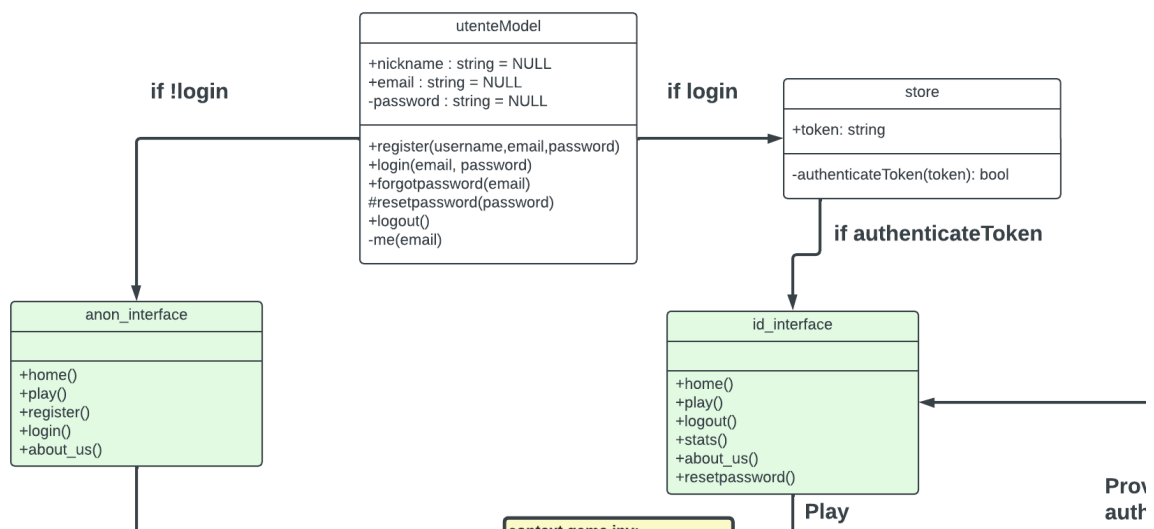 utenteModel
+nickname : string = NULL
+email : string = NULL
-password : string = NULL
+register(username,email,password)
+login(email, password)
+forgotpassword(email)
#resetpassword(password)
+logout()
-me(email)
if !login
if login
store
+token: string
-authenticateToken(token): bool
if authenticateToken
anon_interface
+home()
+play()
+register()
+login()
+about_us()
id_interface
+home()
+play()
+logout()
+stats()
+about_us()
+resetpassword()
Play